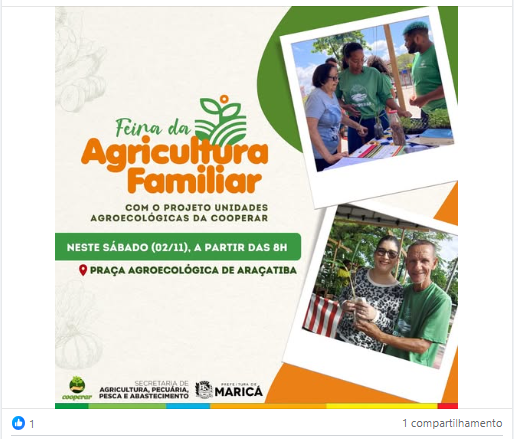 Feira da
Agricultura
Familiar
COM O PROJETO UNIDADES
AGROECOLÓGICAS DA COOPERAR
NESTE SÁBADO (02/11), A PARTIR DAS 8H
PRAÇA AGROECOLÓGICA DE ARAÇATIBA
cooperar
SECRETARIA DE
AGRICULTURA, PECUÁRIA,
PESCA E ABASTECIMENTO
PREFEITURA DE
MARICÁ
1
1 compartilhamento